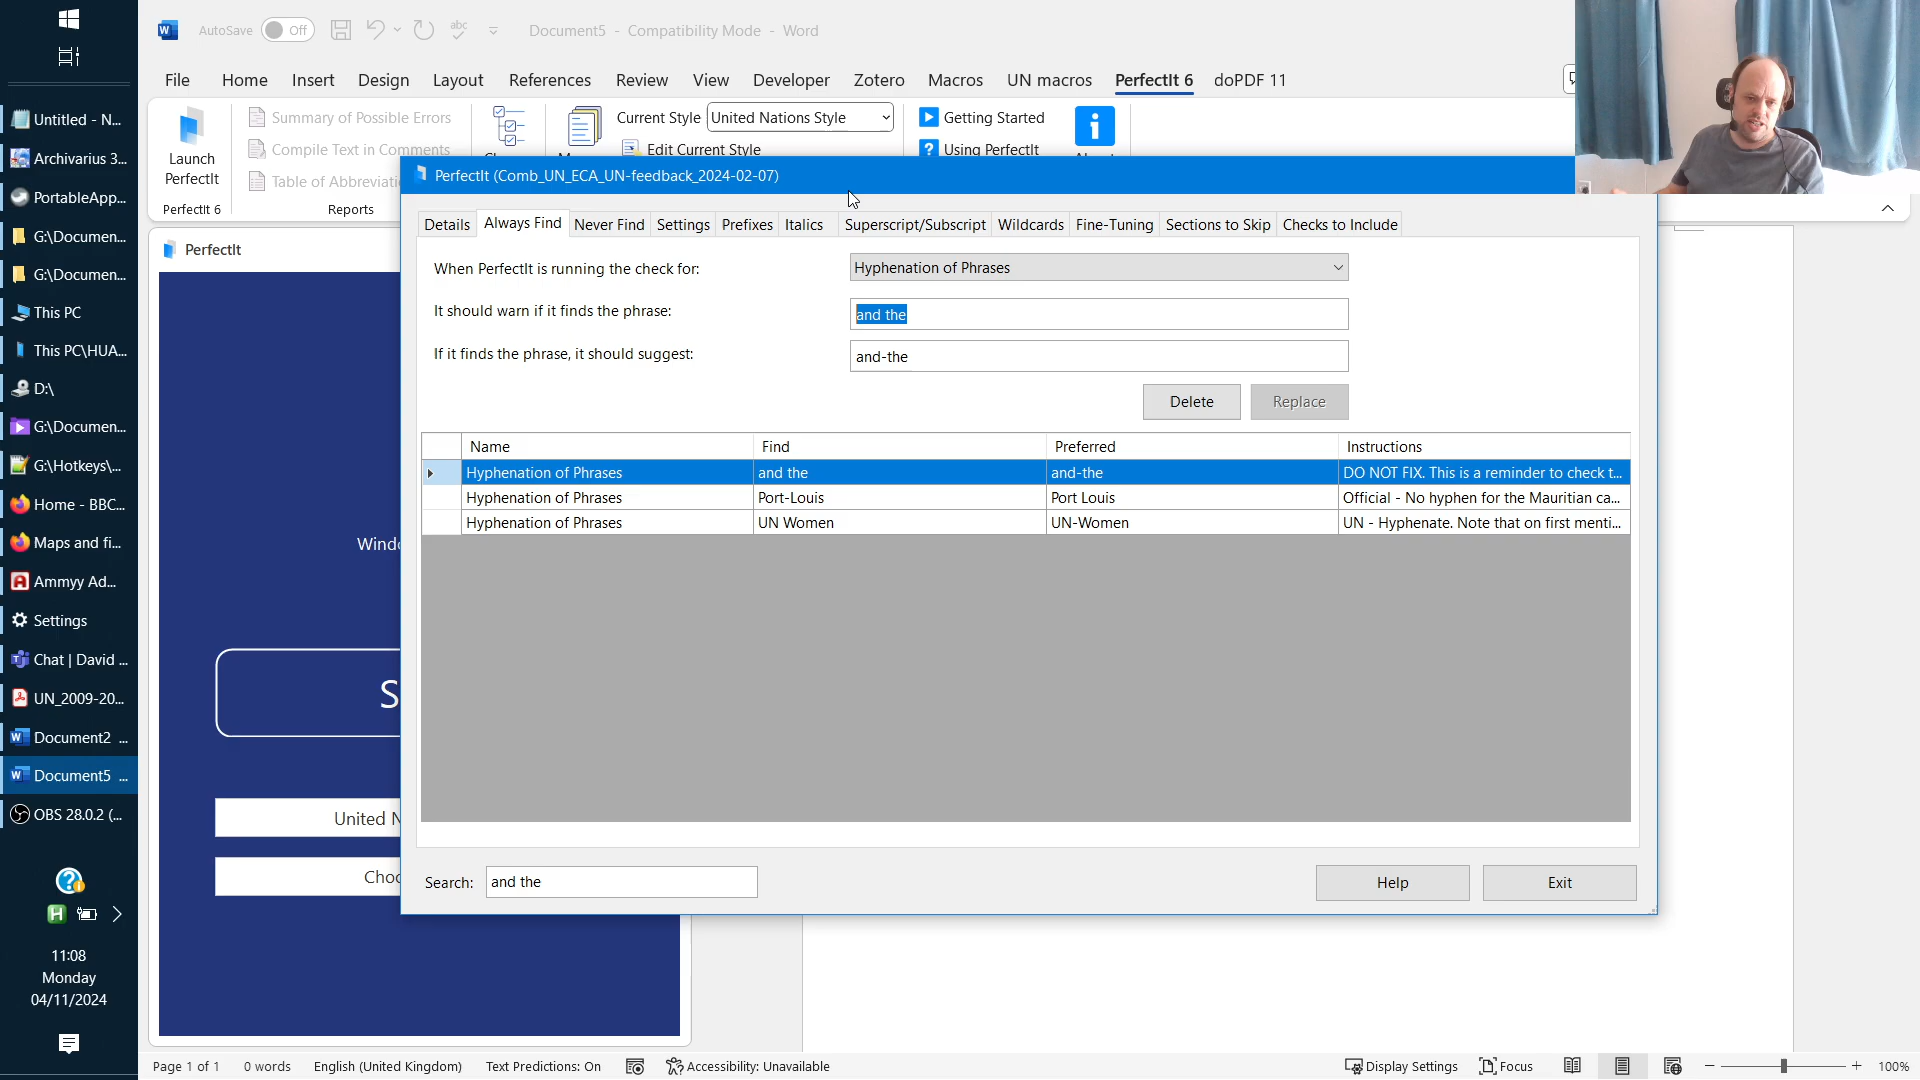 AutoSave Off Document5 - Compatibility Mode - Word
File Home Insert Design Layout References Review View Developer Zotero Macros UN macros PerfectIt 6 doPDF 11
Launch PerfectIt
PerfectIt 6
Summary of Possible Errors
Compile Text in Comments
Table of
Reports
Current Style United Nations Style
Edit Current Style
Getting Started
Using PerfectIt
PerfectIt
United
PerfectIt (Comb_UN_ECA_UN-feedback_2024-02-07)
Details Always Find Never Find Settings Prefixes Italics Superscript/Subscript Wildcards Fine-Tuning Sections to Skip Checks to Include
When PerfectIt is running the check for: Hyphenation of Phrases
It should warn if it finds the phrase: and the
If it finds the phrase, it should suggest: and-the
Delete Replace
Name Find Preferred Instructions
Hyphenation of Phrases and the and-the DO NOT FIX. This is a reminder to check t...
Hyphenation of Phrases Port-Louis Port Louis Official - No hyphen for the Mauritian ca...
Hyphenation of Phrases UN Women UN-Women UN - Hyphenate. Note that on first menti...
Search: and the Help Exit
Untitled - N...
Archivarius 3...
PortableApp...
G:\Documen...
G:\Documen...
This PC
This PC\HUA...
D:\
G:\Documen...
G:\Hotkeys\...
Home - BBC...
Maps and fi...
Ammyy Ad...
Settings
Chat | David ...
UN_2009-20...
Document2 ...
Document5 ...
OBS 28.0.2 (...
11:08
Monday
04/11/2024
Page 1 of 1 0 words English (United Kingdom) Text Predictions: On Accessibility: Unavailable Display Settings Focus 100%